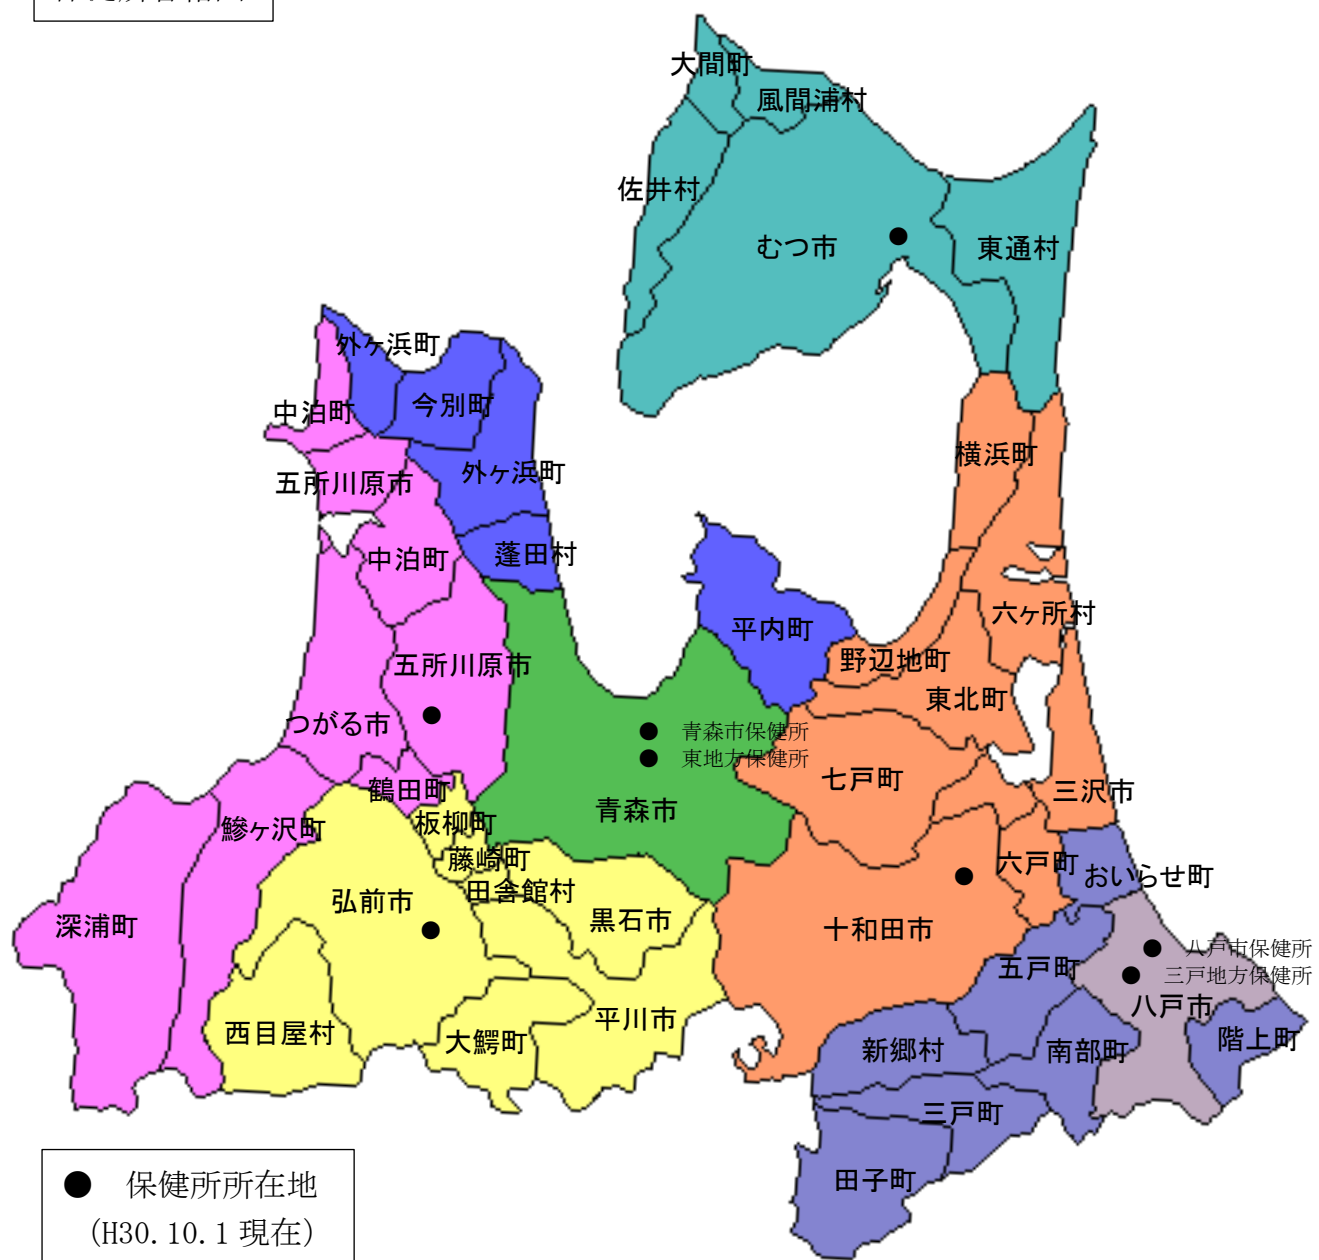 大間町
風間浦村
佐井村
むつ市
東通村
外ヶ浜町
中泊町
今別町
横浜町
五所川原市
外ヶ浜町
中泊町
蓬田村
六ヶ所村
平内町
五所川原市
野辺地町
東北町
つがる市
青森市保健所
東地方保健所
七戸町
三沢市
鶴田町
青森市
板柳町
鰺ヶ沢町
藤崎町
六戸町
おいらせ町
田舎館村
弘前市
黒石市
深浦町
十和田市
八戸市保健所
五戸町
三戸地方保健所
八戸市
西目屋村
平川市
大鰐町
新郷村
南部町
階上町
三戸町
田子町
● 保健所所在地
(H30.10.1 現在)